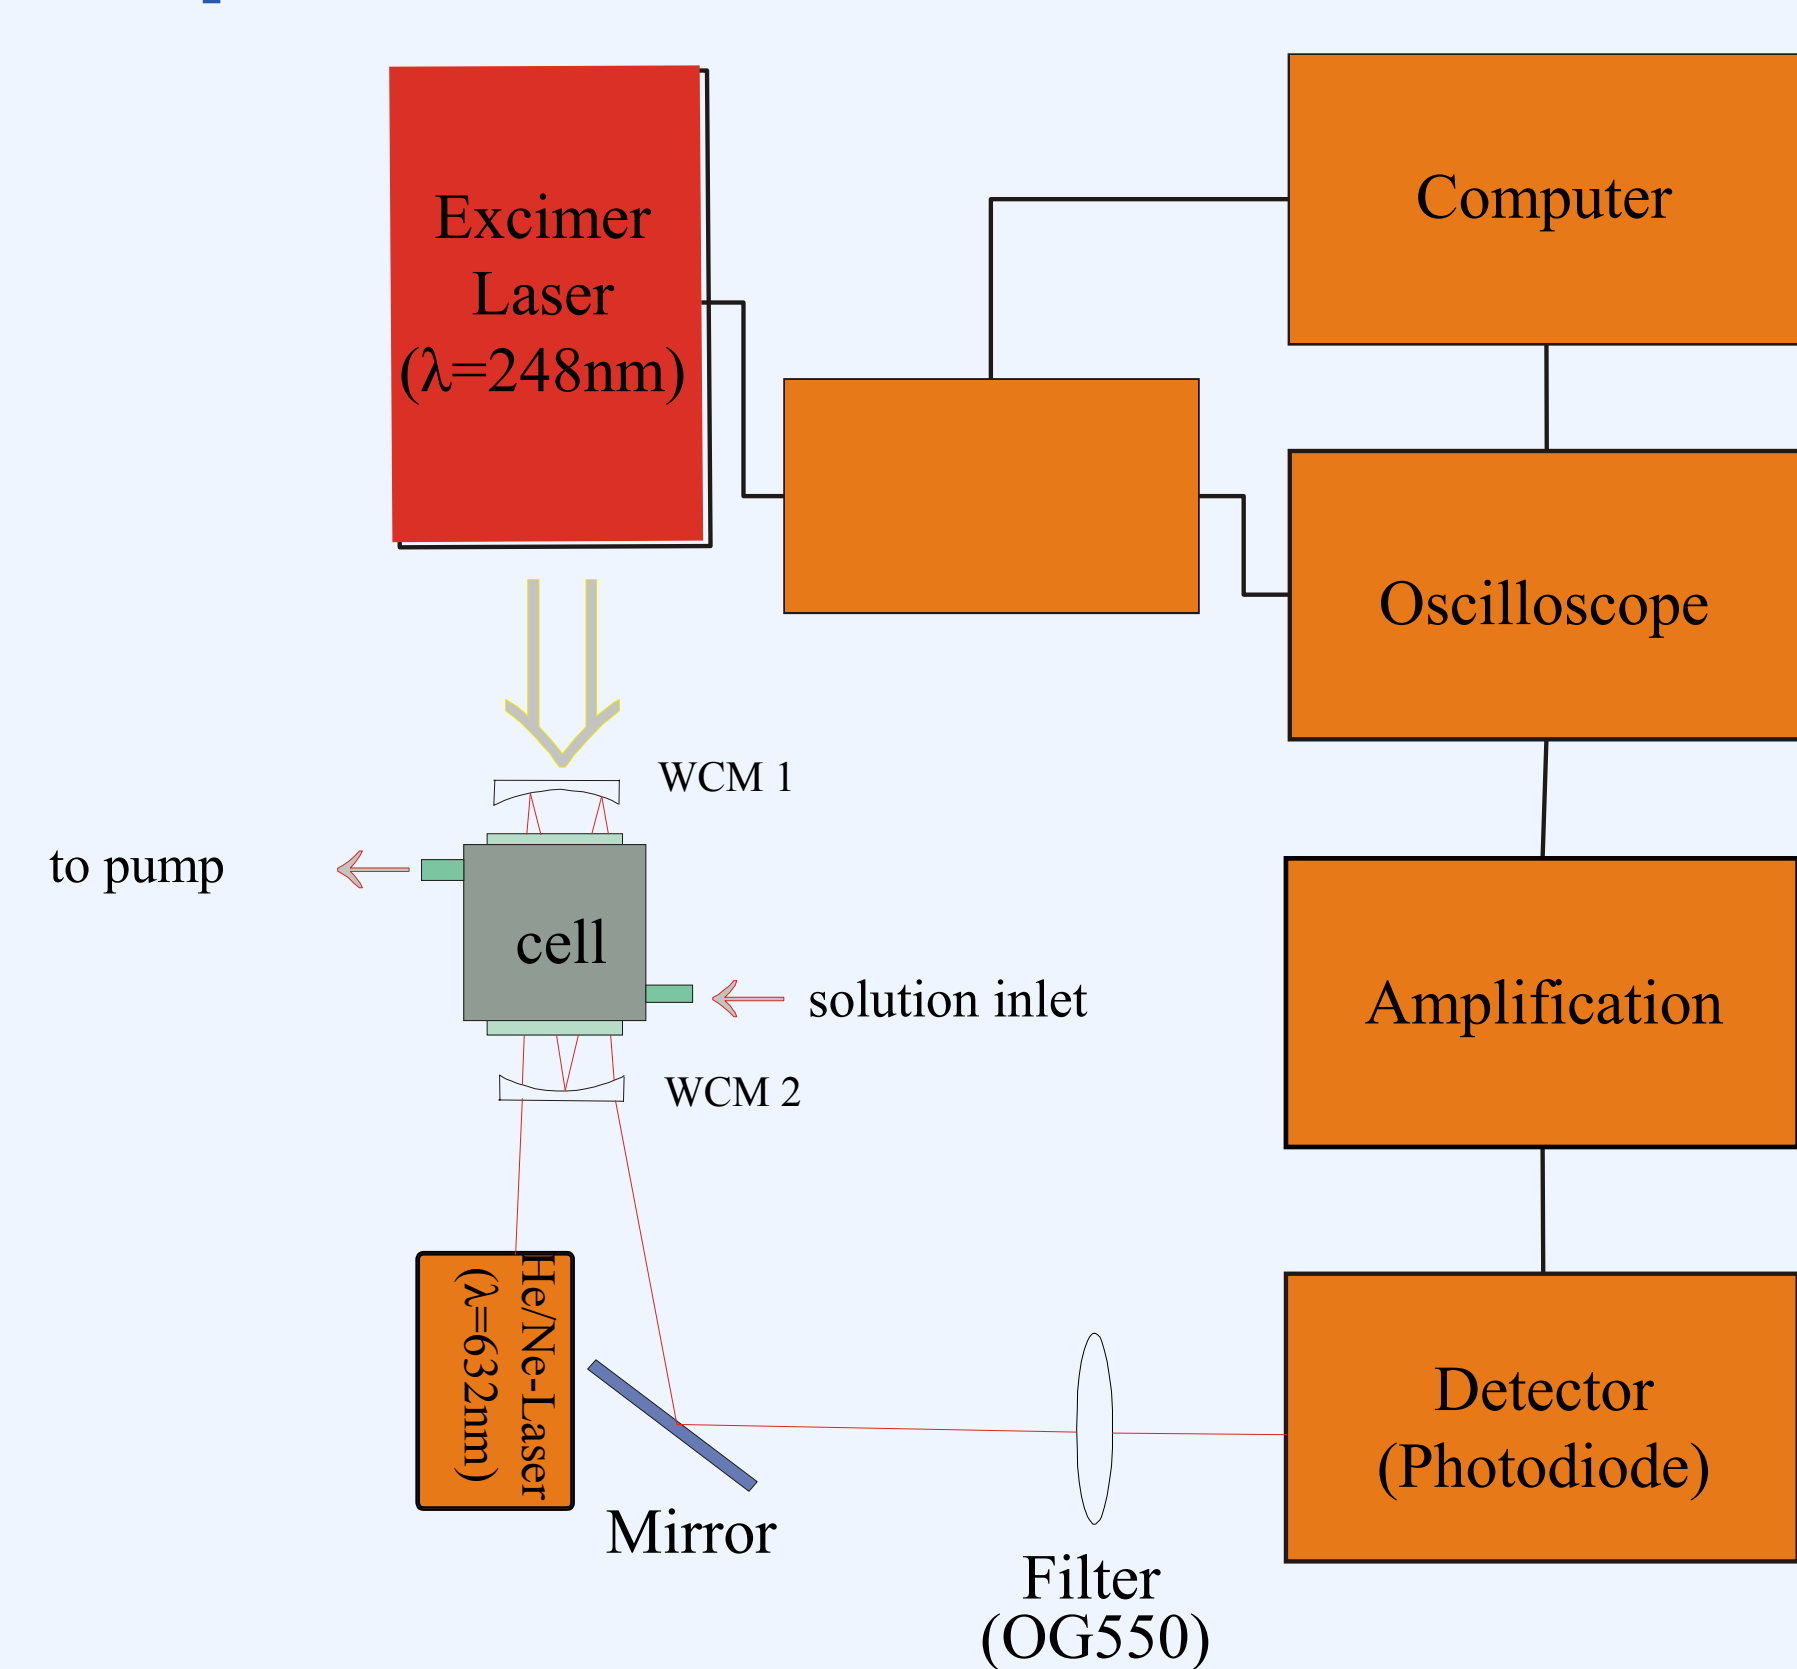 Excimer
Laser
(λ=248nm)
Computer
Oscilloscope
WCM 1
to pump
cell
solution inlet
Amplification
WCM 2
He/Ne-Laser
(λ=632nm)
Detector
(Photodiode)
Mirror
Filter
(OG550)